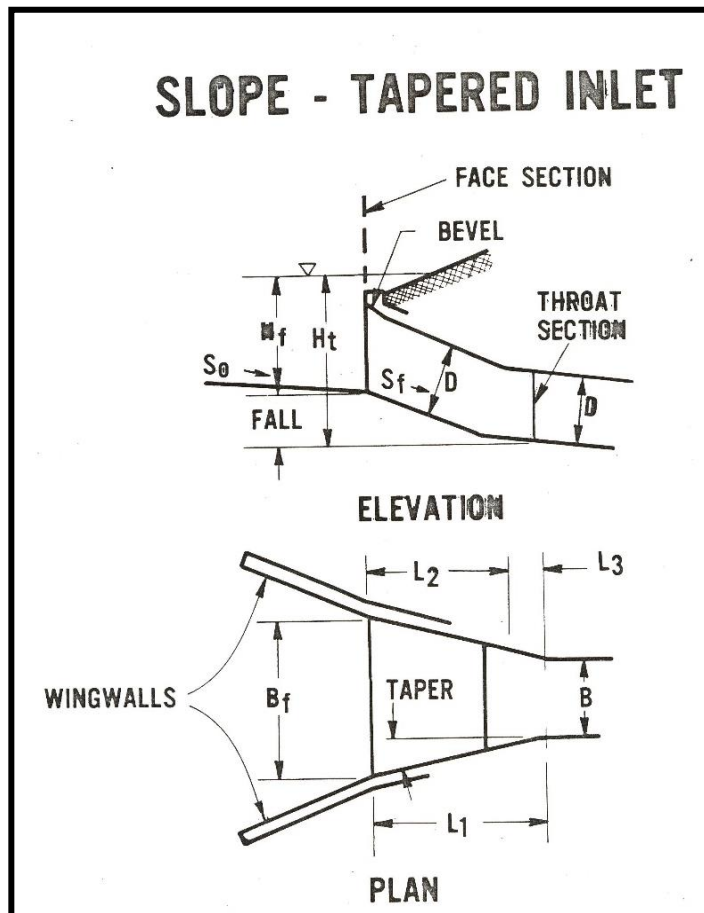 SLOPE - TAPERED INLET
FACE SECTION
BEVEL
THROAT
SECTION
Hf
Ht
So
Sf
D
D
FALL
ELEVATION
L2
L3
WINGWALLS
Bf
TAPER
B
L1
PLAN